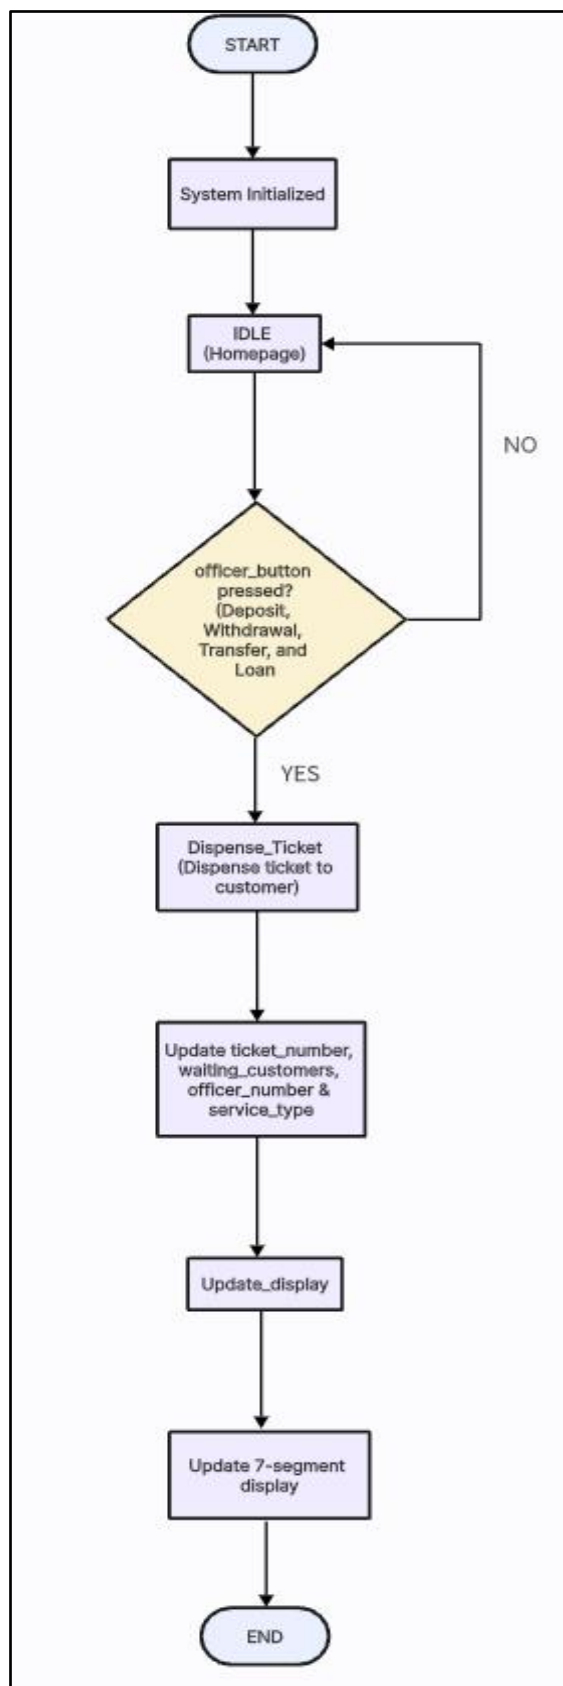 START
System Initialized
IDLE
(Homepage)
NO
officer_button
pressed?
(Deposit,
Withdrawal,
Transfer, and
Loan
YES
Dispense_Ticket
(Dispense ticket to
customer)
Update ticket_number,
waiting_customers,
officer_number &
service_type
Update_display
Update 7-segment
display
END